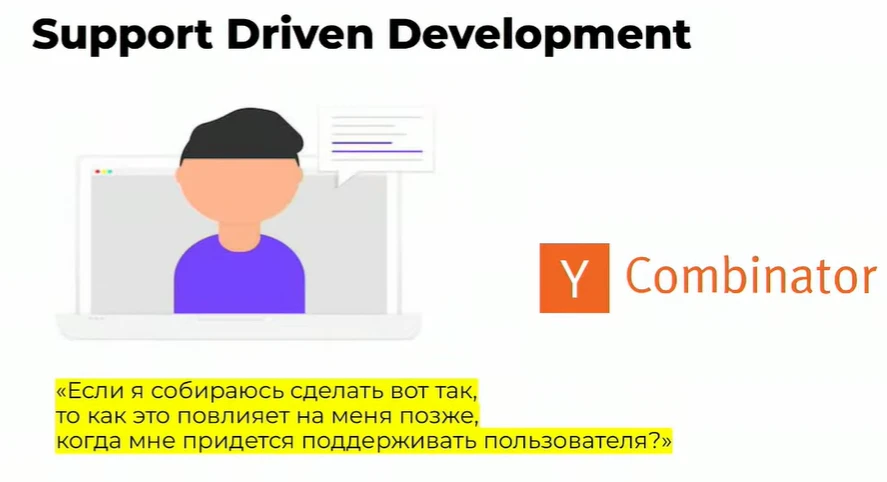 Support Driven Development
Y Combinator
«Если я собираюсь сделать вот так,
то как это повлияет на меня позже,
когда мне придется поддерживать пользователя?»